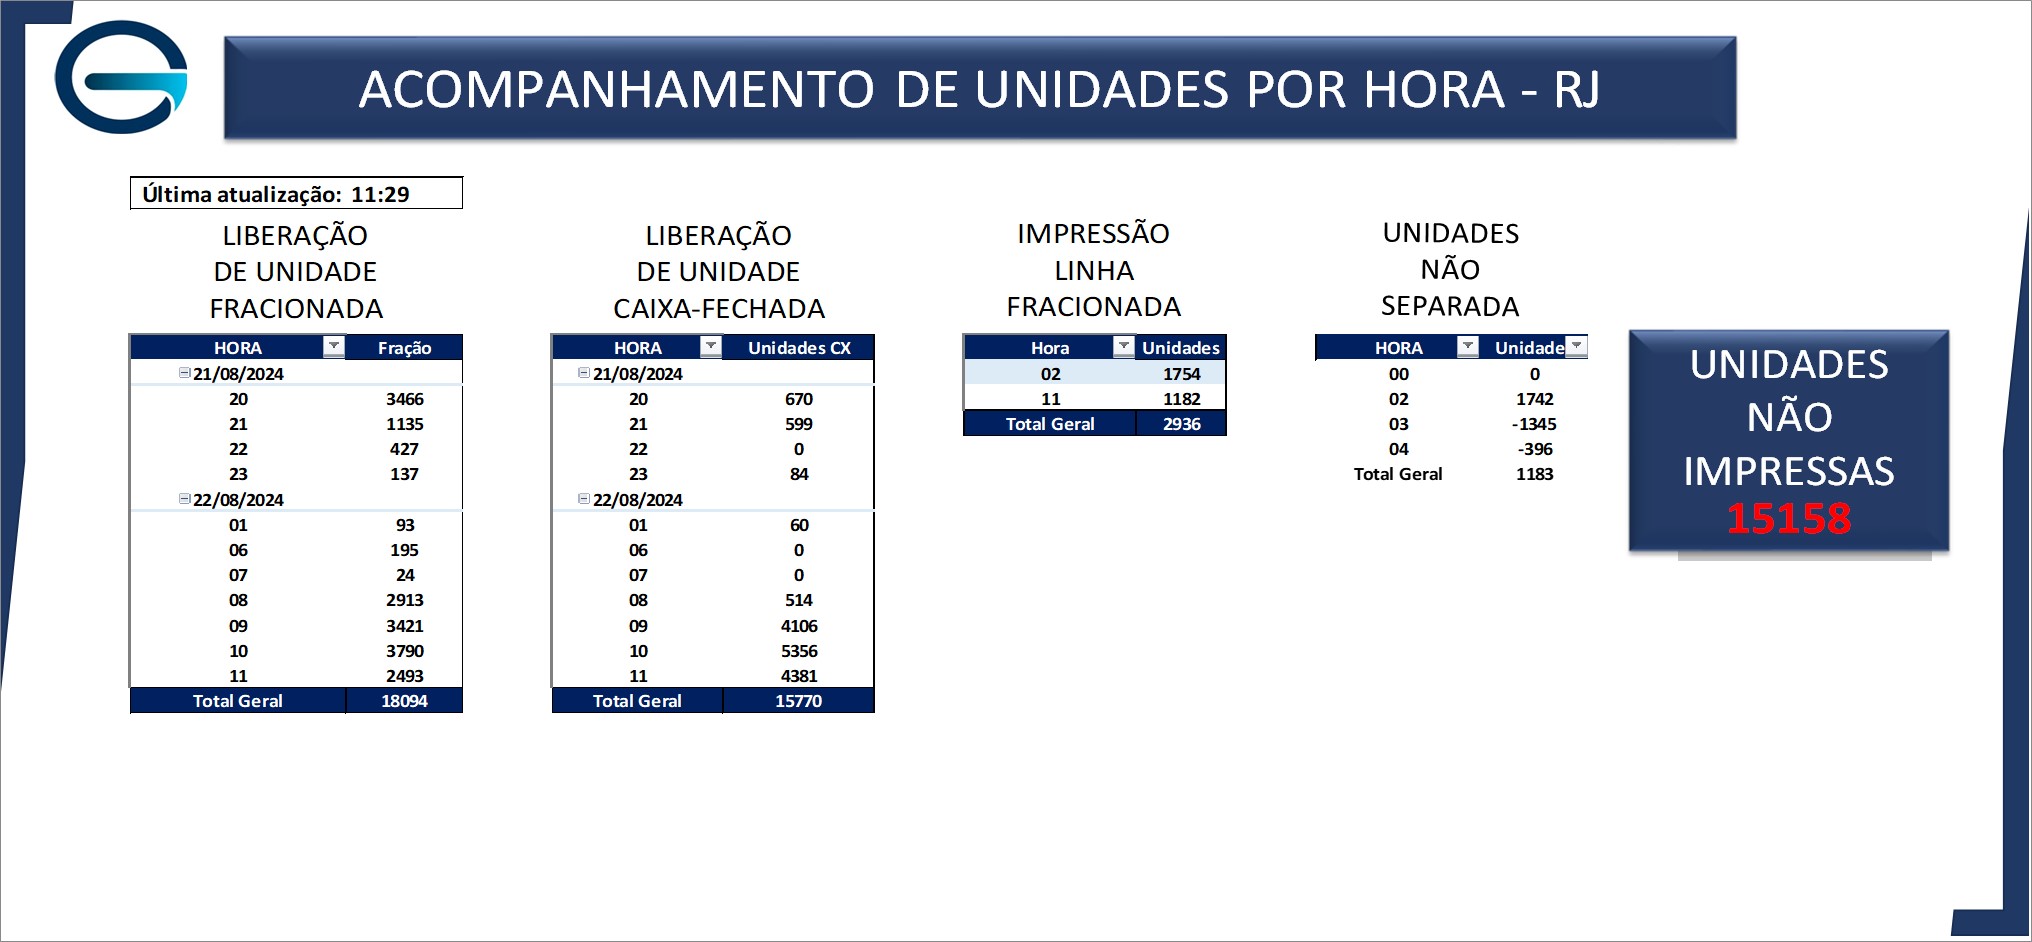 ACOMPANHAMENTO DE UNIDADES POR HORA - RJ
Última atualização: 11:29
LIBERAÇÃO
DE UNIDADE
FRACIONADA
HORA Fração
21/08/2024
20 3466
21 1135
22 427
23 137
22/08/2024
01 93
06 195
07 24
08 2913
09 3421
10 3790
11 2493
Total Geral 18094
LIBERAÇÃO
DE UNIDADE
CAIXA-FECHADA
HORA Unidades CX
21/08/2024
20 670
21 599
22 0
23 84
22/08/2024
01 60
06 0
07 0
08 514
09 4106
10 5356
11 4381
Total Geral 15770
IMPRESSÃO
LINHA
FRACIONADA
Hora Unidades
02 1754
11 1182
Total Geral 2936
UNIDADES
NÃO
SEPARADA
HORA Unidade
00 0
02 1742
03 -1345
04 -396
Total Geral 1183
UNIDADES
NÃO
IMPRESSAS
15158